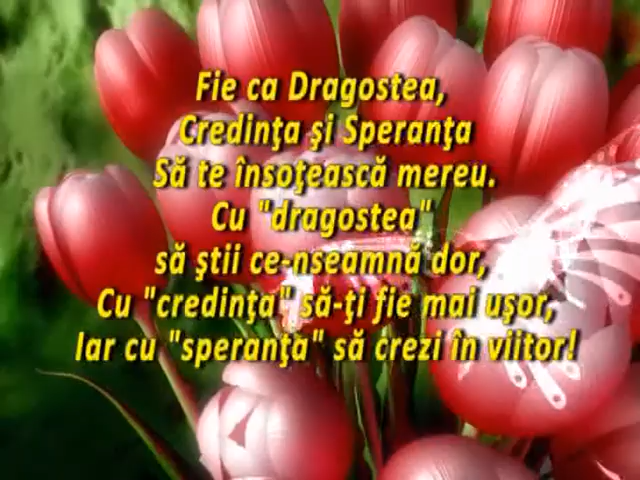 Fie ca Dragostea,
Credinţa şi Speranţa
Să te însoţească mereu.
Cu "dragostea"
să ştii ce-nseamnă dor,
Cu "credinţa" să-ţi fie mai uşor,
Iar cu "speranţa" să crezi în viitor!